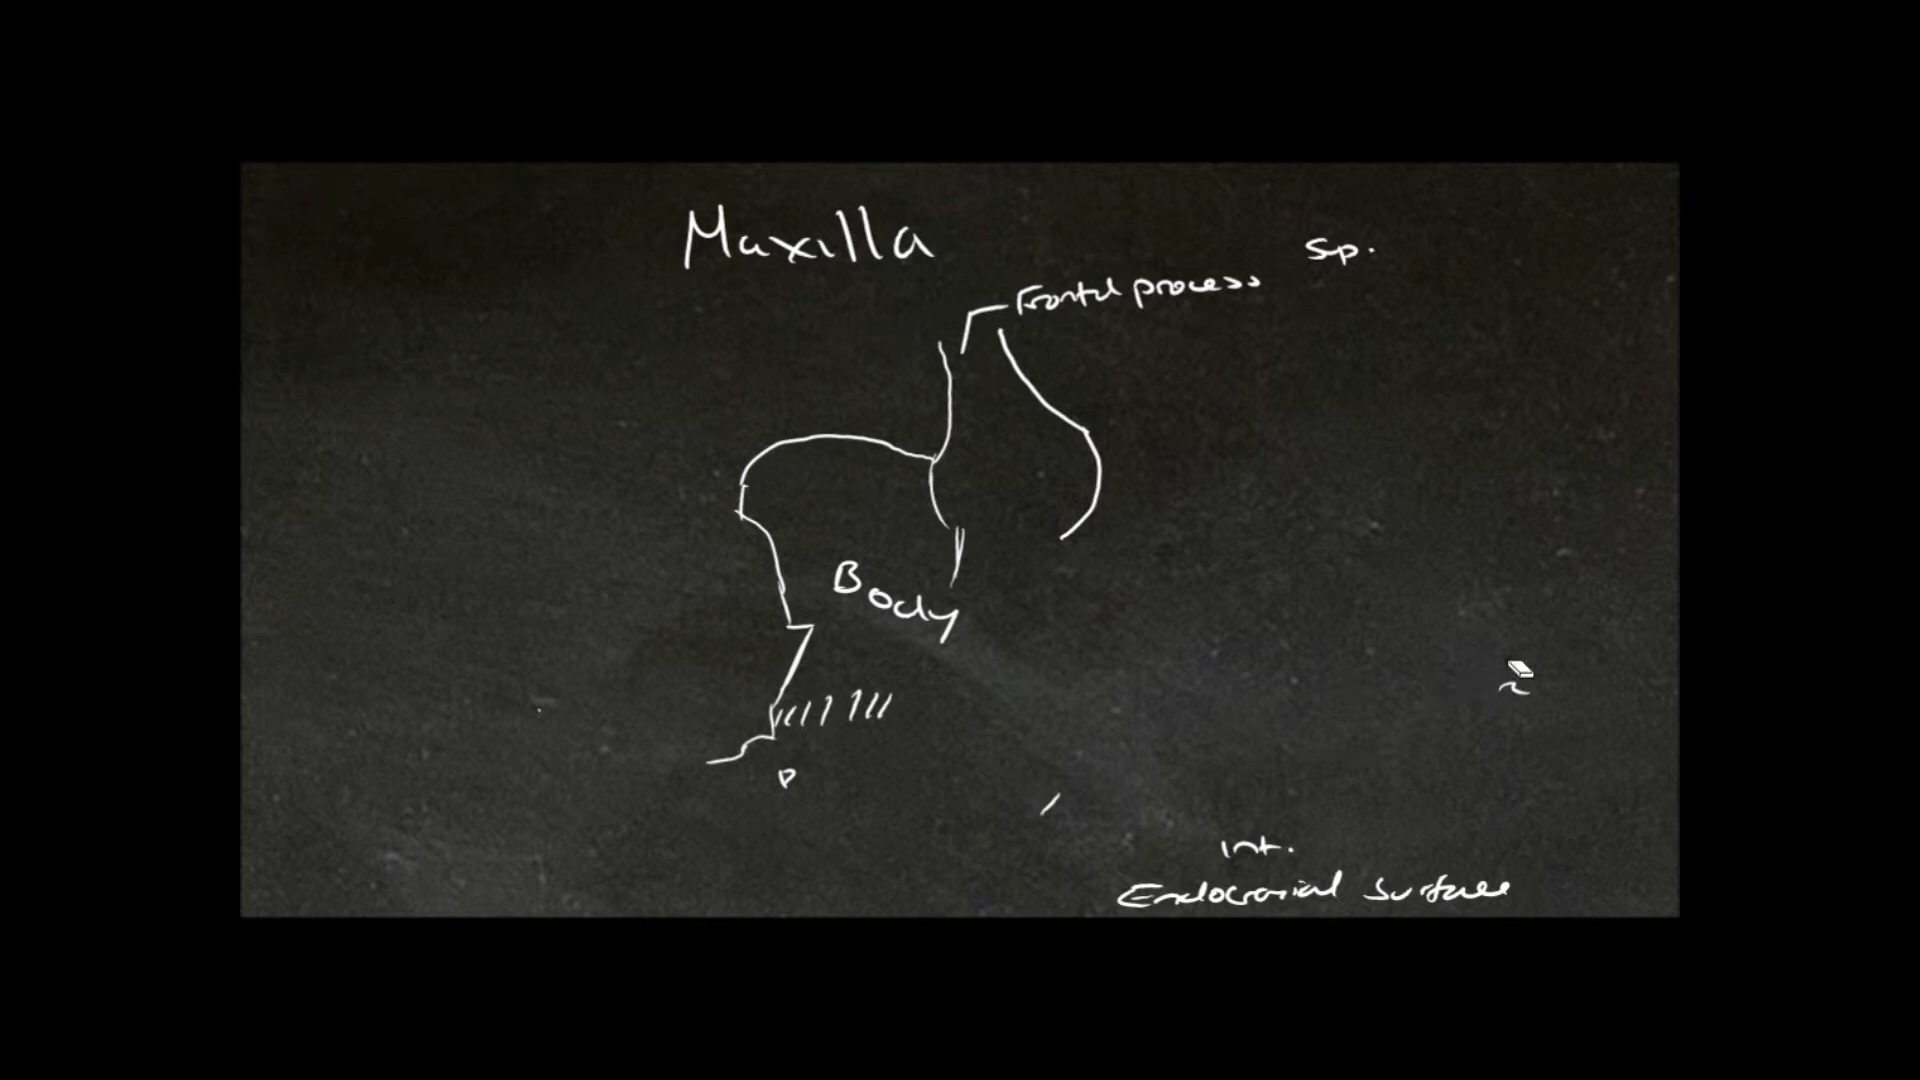 Maxilla
Sp.
Frontal process
Body
int.
Endocranial surface